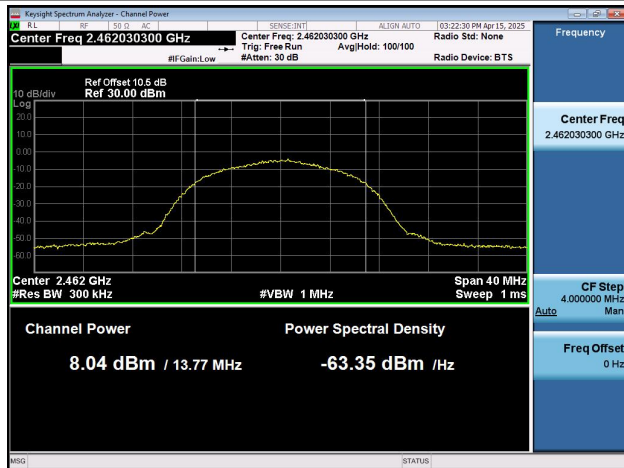 Keysight Spectrum Analyzer - Channel Power
RL RF 50 Ω AC SENSE:INT ALIGN AUTO 03:22:30 PM Apr 15, 2025
Center Freq 2.462030300 GHz
Center Freq: 2.462030300 GHz Radio Std: None
Trig: Free Run Avg|Hold: 100/100
#IFGain:Low #Atten: 30 dB Radio Device: BTS
Frequency
Ref Offset 10.5 dB
10 dB/div Ref 30.00 dBm
Log
20.0
10.0
0.00
-10.0
-20.0
-30.0
-40.0
-50.0
-60.0
Center 2.462 GHz Span 40 MHz
#Res BW 300 kHz #VBW 1 MHz Sweep 1 ms
Channel Power Power Spectral Density
8.04 dBm / 13.77 MHz -63.35 dBm /Hz
Center Freq
2.462030300 GHz
CF Step
4.000000 MHz
Auto Man
Freq Offset
0 Hz
MSG STATUS